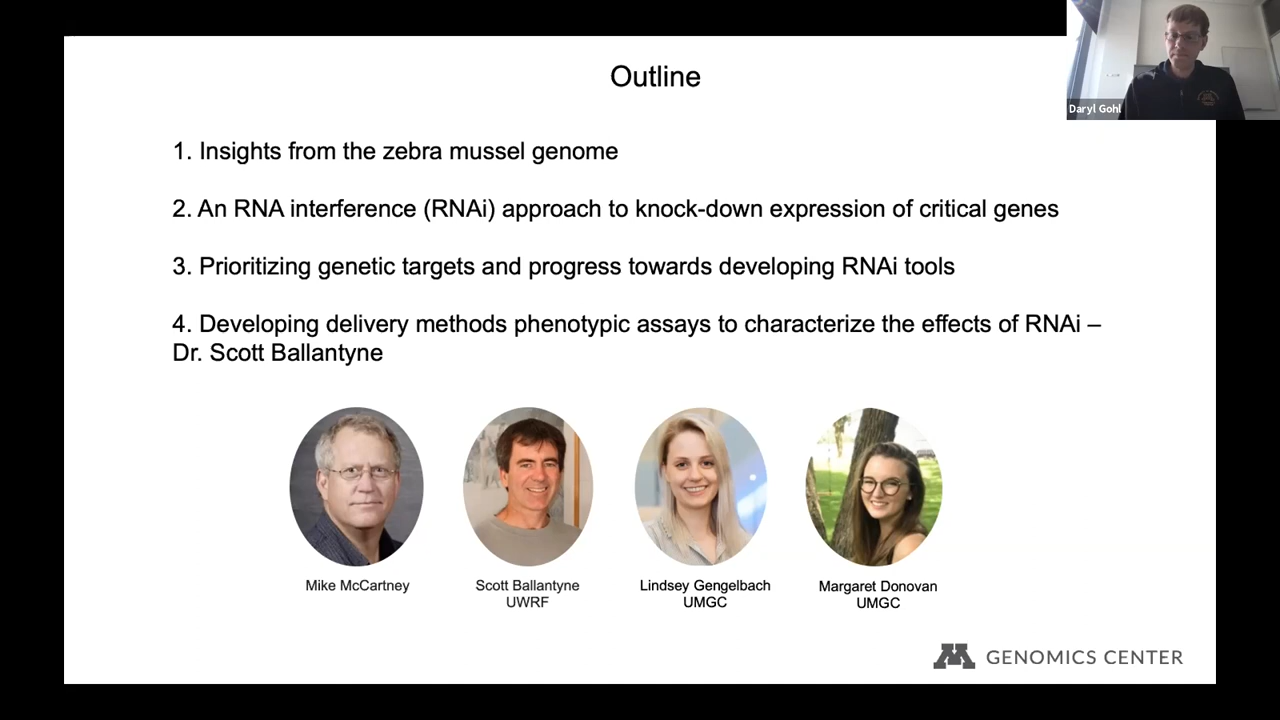 Outline
Daryl Gohl
1. Insights from the zebra mussel genome
2. An RNA interference (RNAi) approach to knock-down expression of critical genes
3. Prioritizing genetic targets and progress towards developing RNAi tools
4. Developing delivery methods phenotypic assays to characterize the effects of RNAi –
Dr. Scott Ballantyne
Mike McCartney
Scott Ballantyne
UWRF
Lindsey Gengelbach
UMGC
Margaret Donovan
UMGC
M GENOMICS CENTER